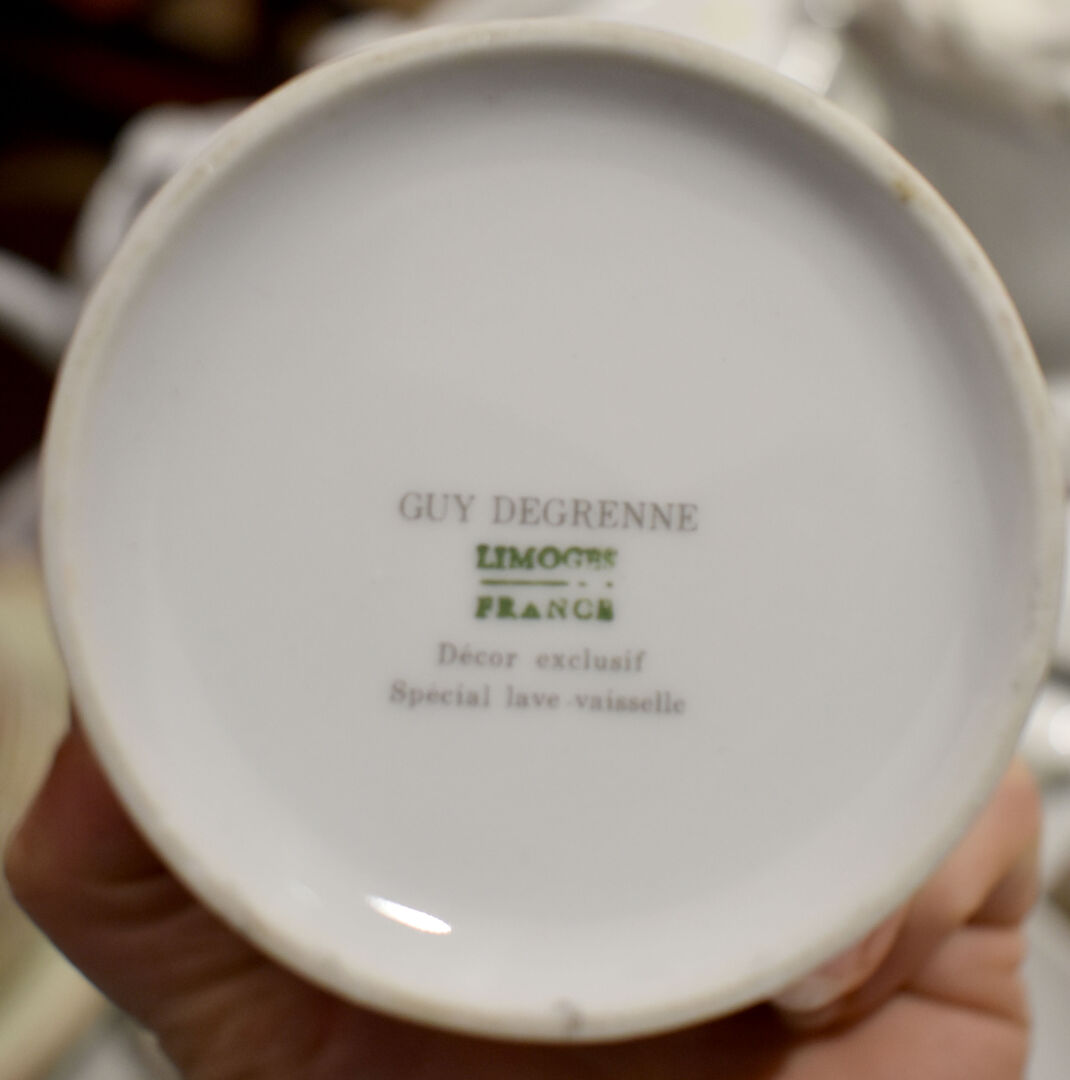 GUY DEGRENNE
LIMOGES
FRANCE
Décor exclusif
Spécial lave-vaisselle